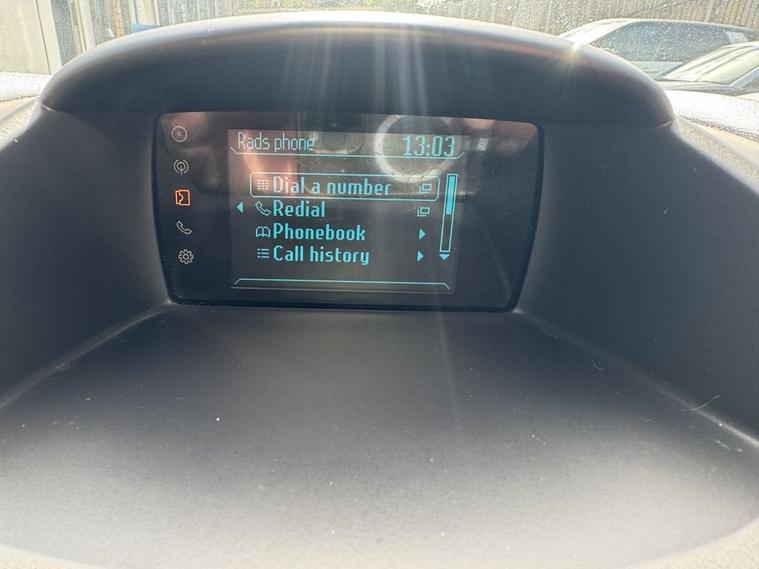 Rads phone 13:03
Dial a number
Redial
Phonebook
Call history